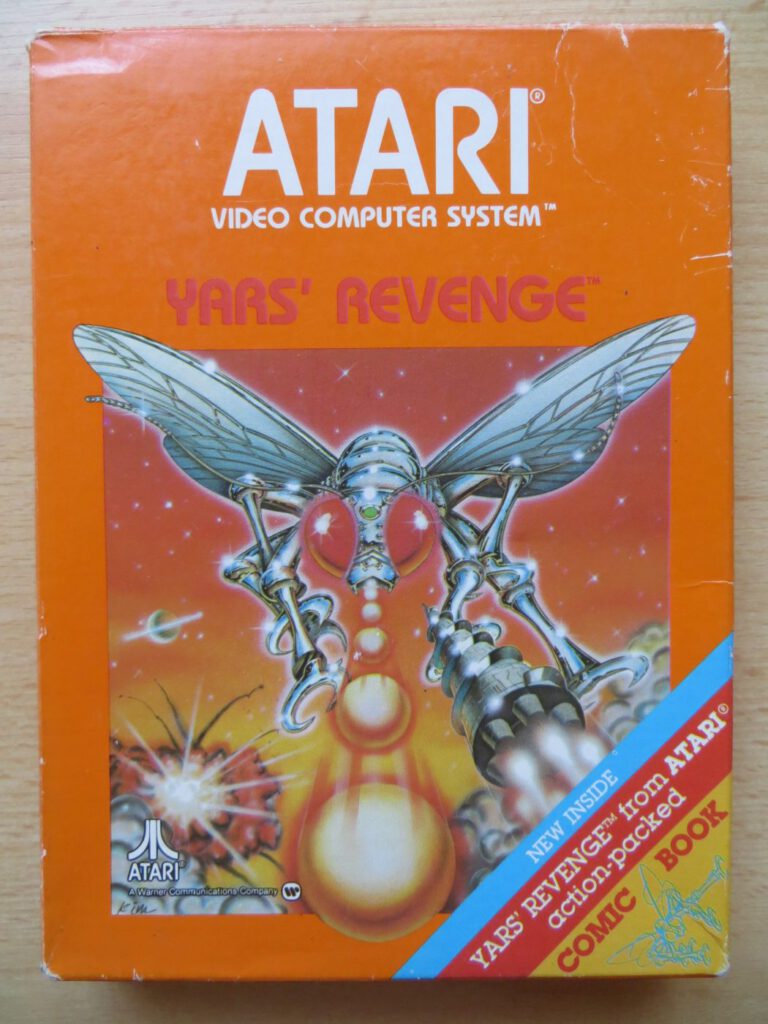 ATARI®
VIDEO COMPUTER SYSTEM™
YARS' REVENGE™
ATARI®
A Warner Communications Company
Kim
NEW INSIDE
YARS' REVENGE™ from ATARI®
action-packed
COMIC BOOK